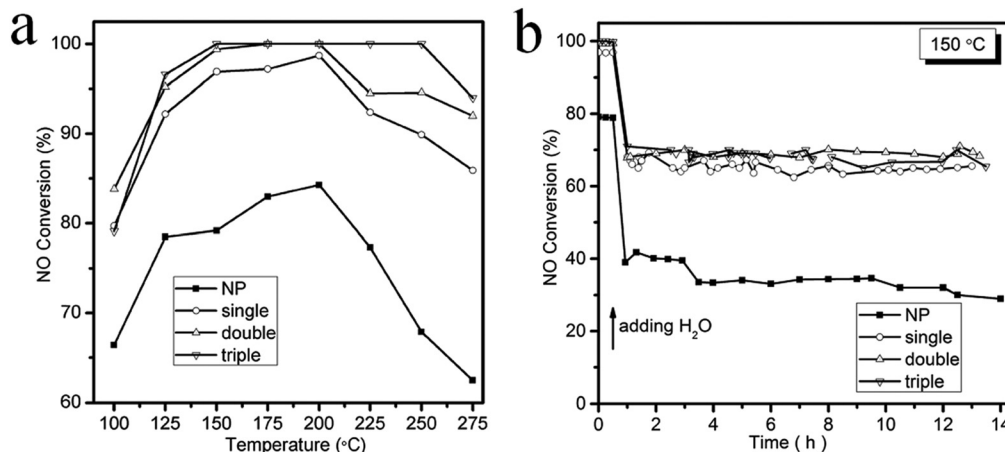 a
NO Conversion (%)
100
90
80
70
60
NP
single
double
triple
100 125 150 175 200 225 250 275
Temperature (°C)
b
150 °C
NO Conversion (%)
100
80
60
40
20
0
adding H₂O
NP
single
double
triple
0 2 4 6 8 10 12 14
Time ( h )